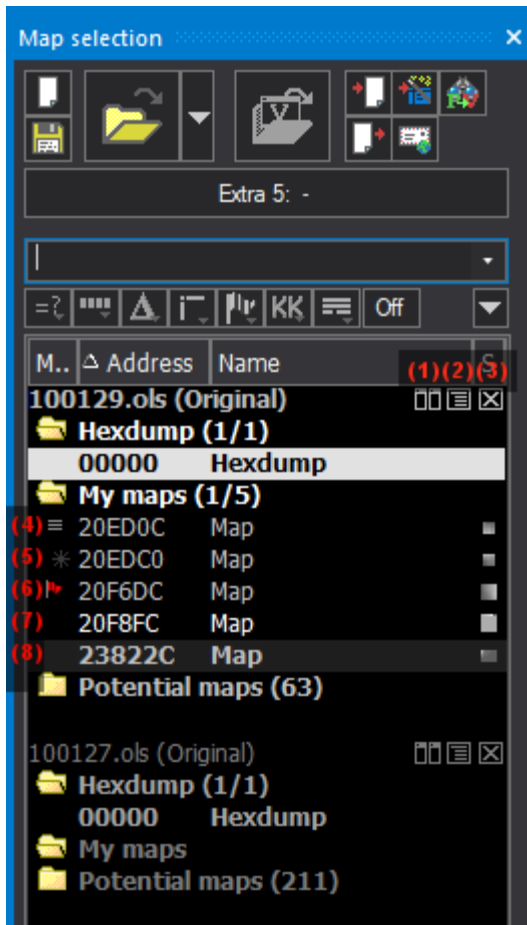 Map selection
Extra 5: -
=? KK Off
M.. Address Name S
(1)(2)(3)
100129.ols (Original)
Hexdump (1/1)
00000 Hexdump
My maps (1/5)
(4) 20ED0C Map
(5) 20EDC0 Map
(6) 20F6DC Map
(7) 20F8FC Map
(8) 23822C Map
Potential maps (63)
100127.ols (Original)
Hexdump (1/1)
00000 Hexdump
My maps
Potential maps (211)